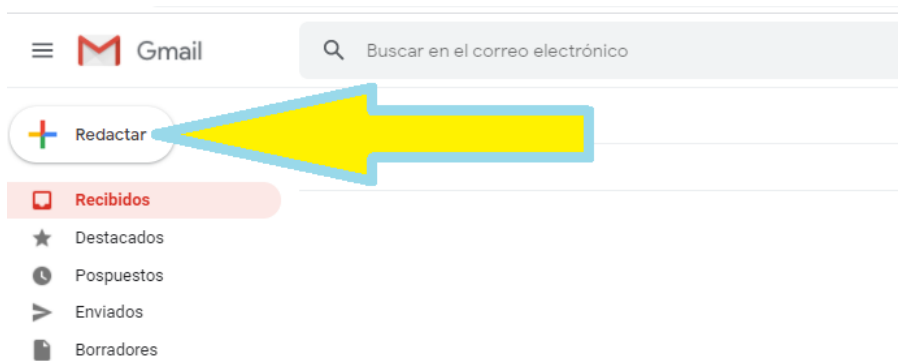 Gmail
Buscar en el correo electrónico
Redactar
Recibidos
Destacados
Pospuestos
Enviados
Borradores